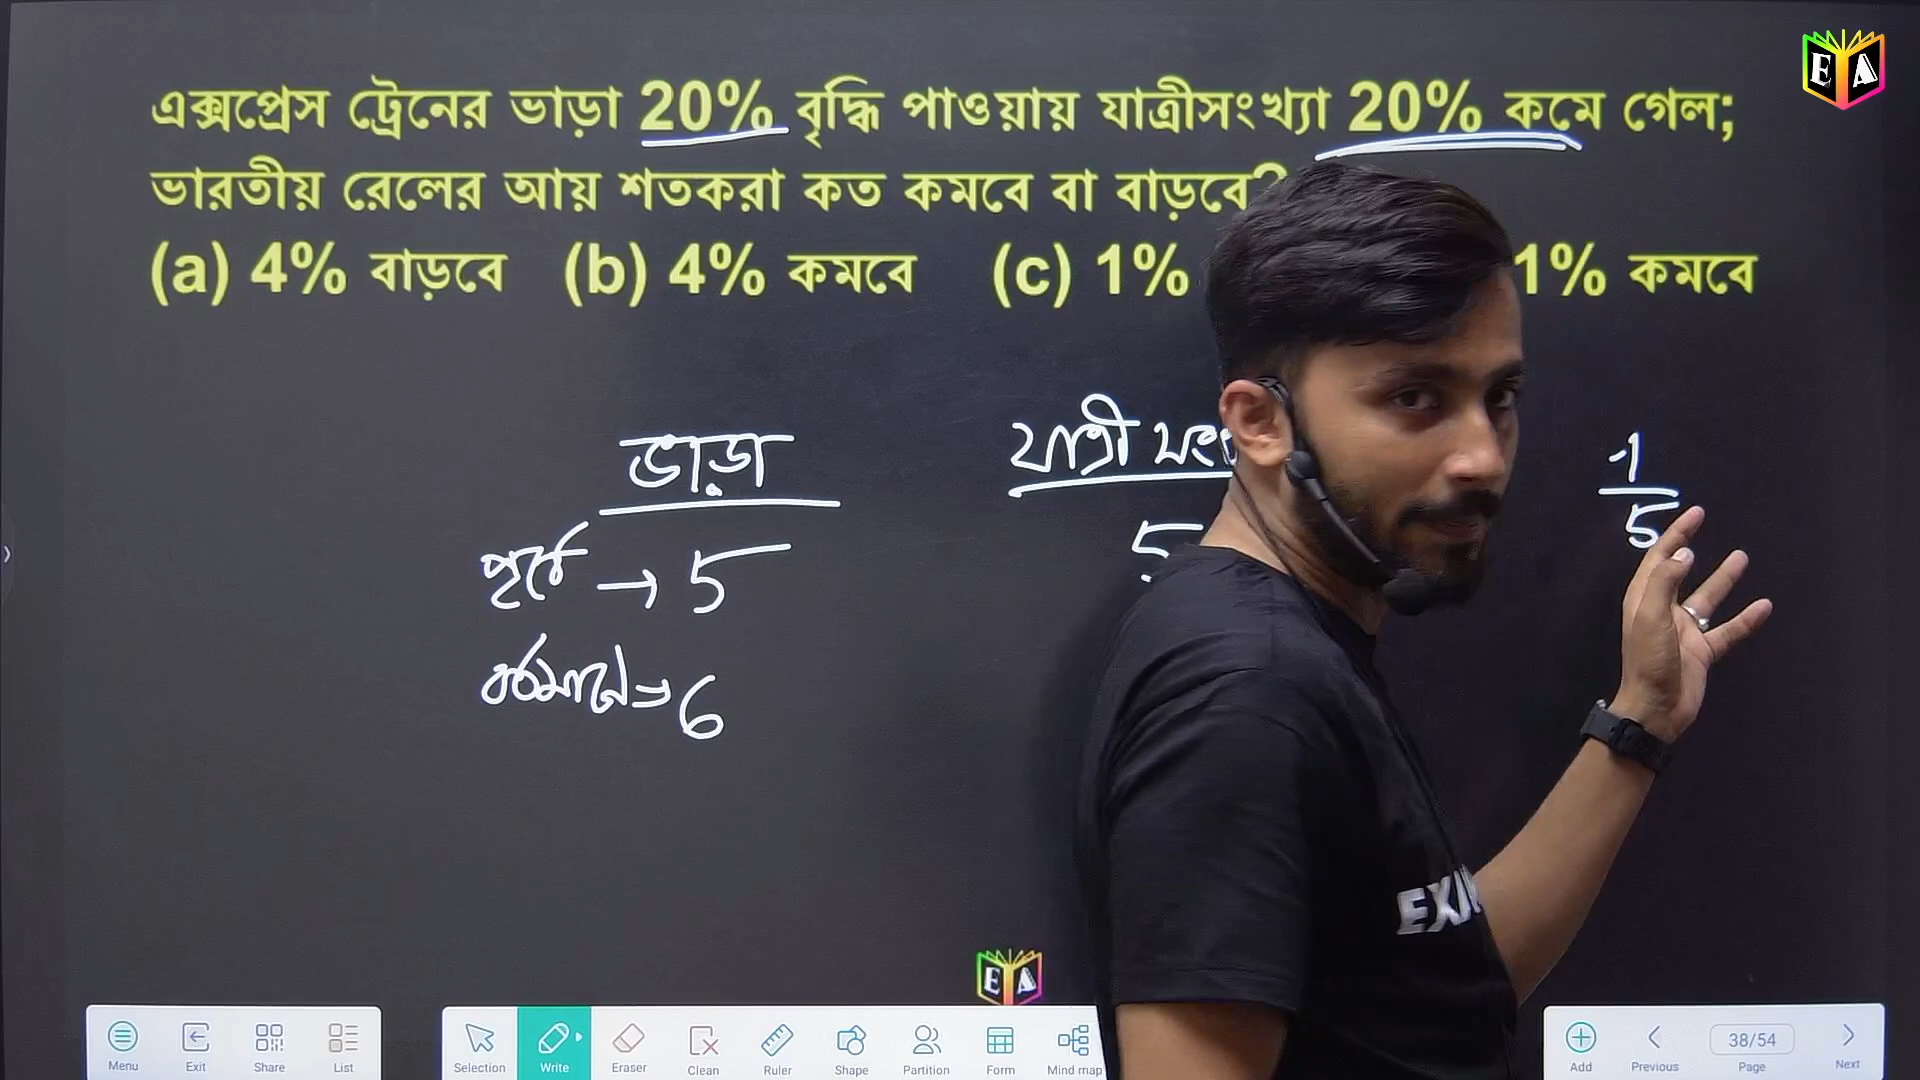 E A
এক্সপ্রেস ট্রেনের ভাড়া 20% বৃদ্ধি পাওয়ায় যাত্রীসংখ্যা 20% কমে গেল;
ভারতীয় রেলের আয় শতকরা কত কমবে বা বাড়বে?
(a) 4% বাড়বে (b) 4% কমবে (c) 1% 1% কমবে
ভাড়া যাত্রী
-1
5
পূর্বে → 5 5
বর্তমানে → 6
EXA
E A
Menu Exit Share List Selection Write Eraser Clean Ruler Shape Partition Form Mind map Add Previous 38/54 Page Next